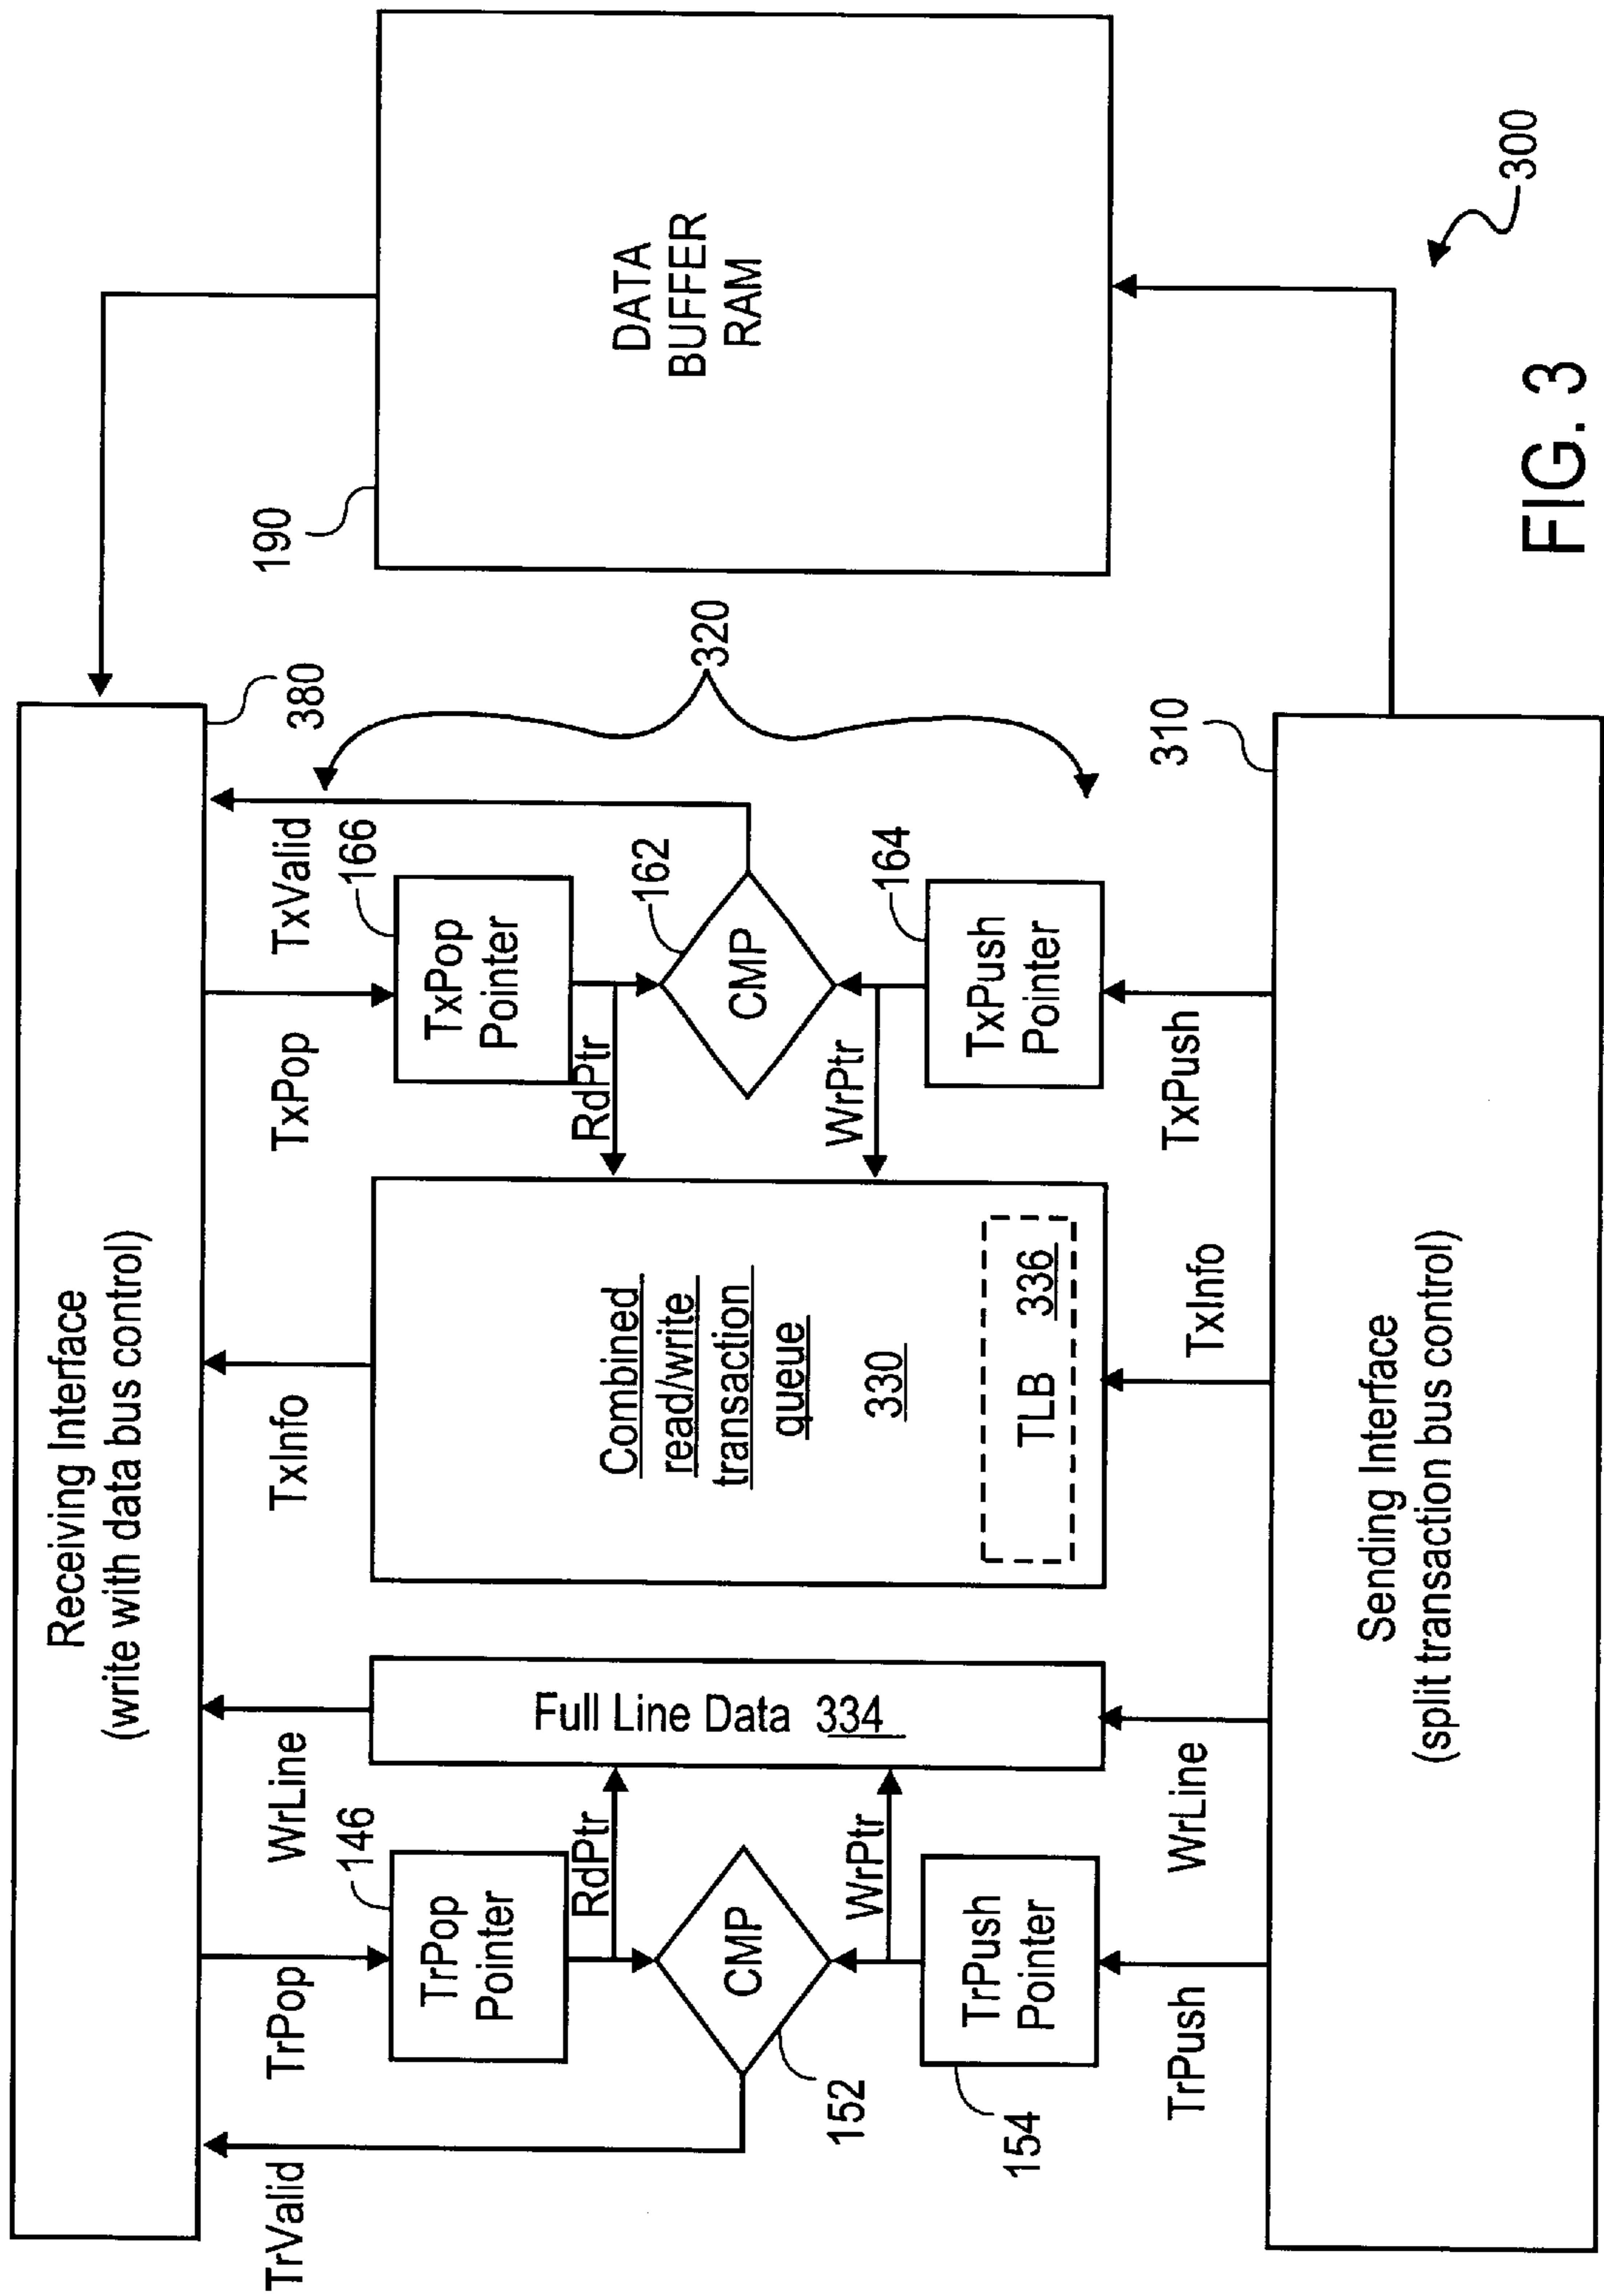 Receiving Interface
(write with data bus control)
380
TrValid
TrPop
WrLine
TxInfo
TxPop
TxValid
146
TrPop
Pointer
RdPtr
CMP
152
WrPtr
TrPush
Pointer
154
TrPush
Full Line Data 334
WrLine
Combined
read/write
transaction
queue
330
TLB 336
TxInfo
166
TxPop
Pointer
RdPtr
CMP
162
WrPtr
TxPush
Pointer
164
TxPush
320
190
DATA
BUFFER
RAM
310
Sending Interface
(split transaction bus control)
300
FIG. 3